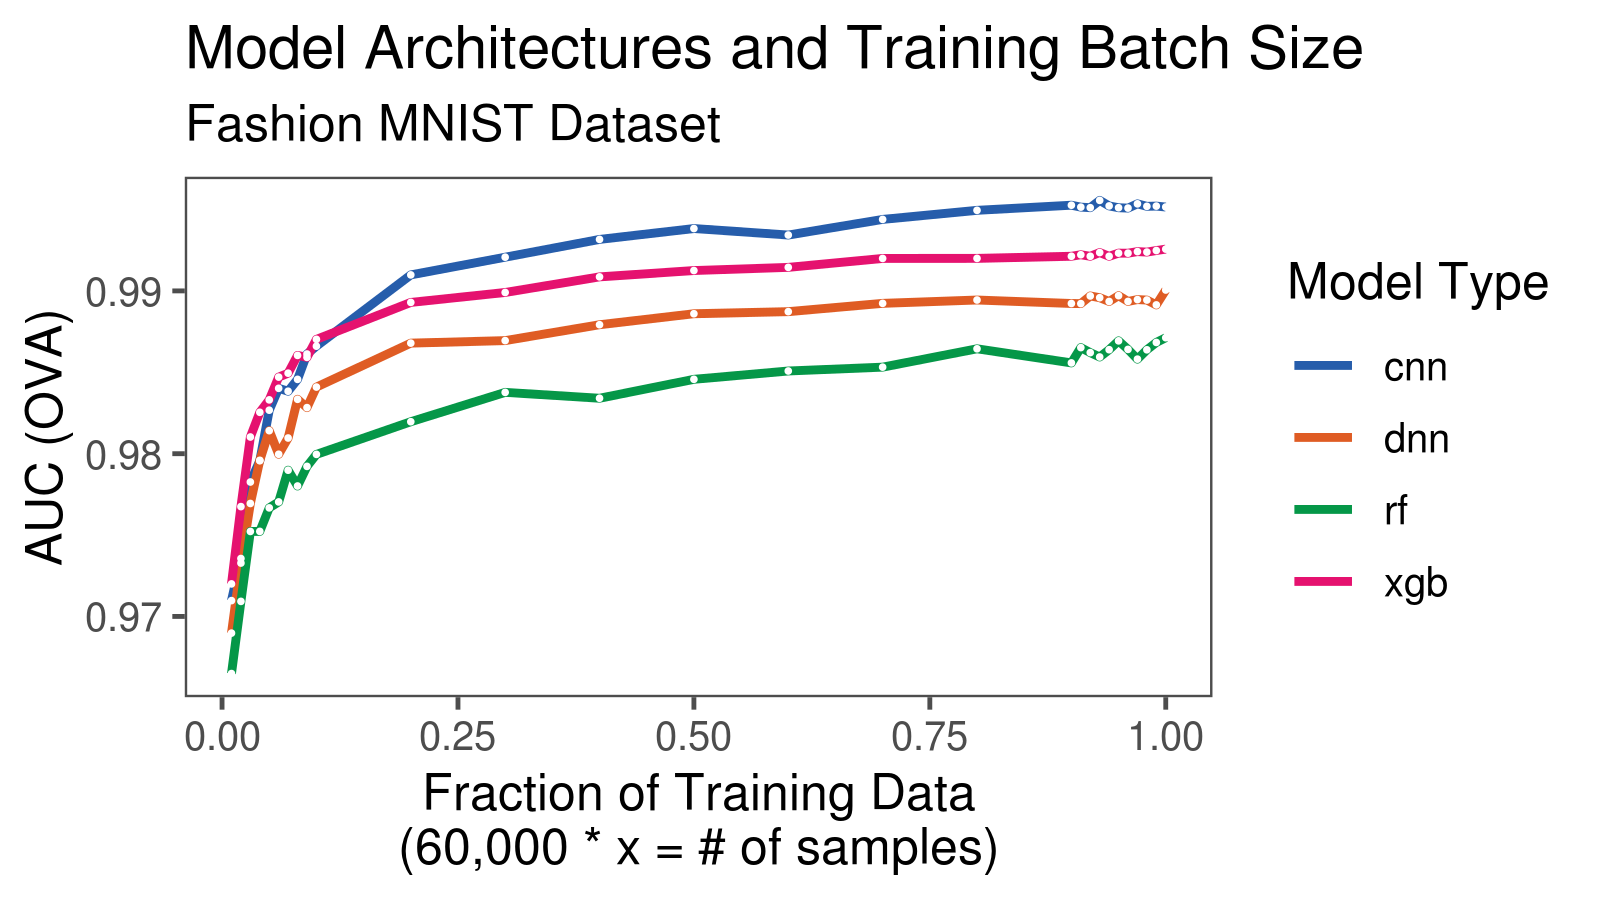 Model Architectures and Training Batch Size
Fashion MNIST Dataset
AUC (OVA)
0.99
0.98
0.97
0.00 0.25 0.50 0.75 1.00
Fraction of Training Data
(60,000 * x = # of samples)
Model Type
cnn
dnn
rf
xgb